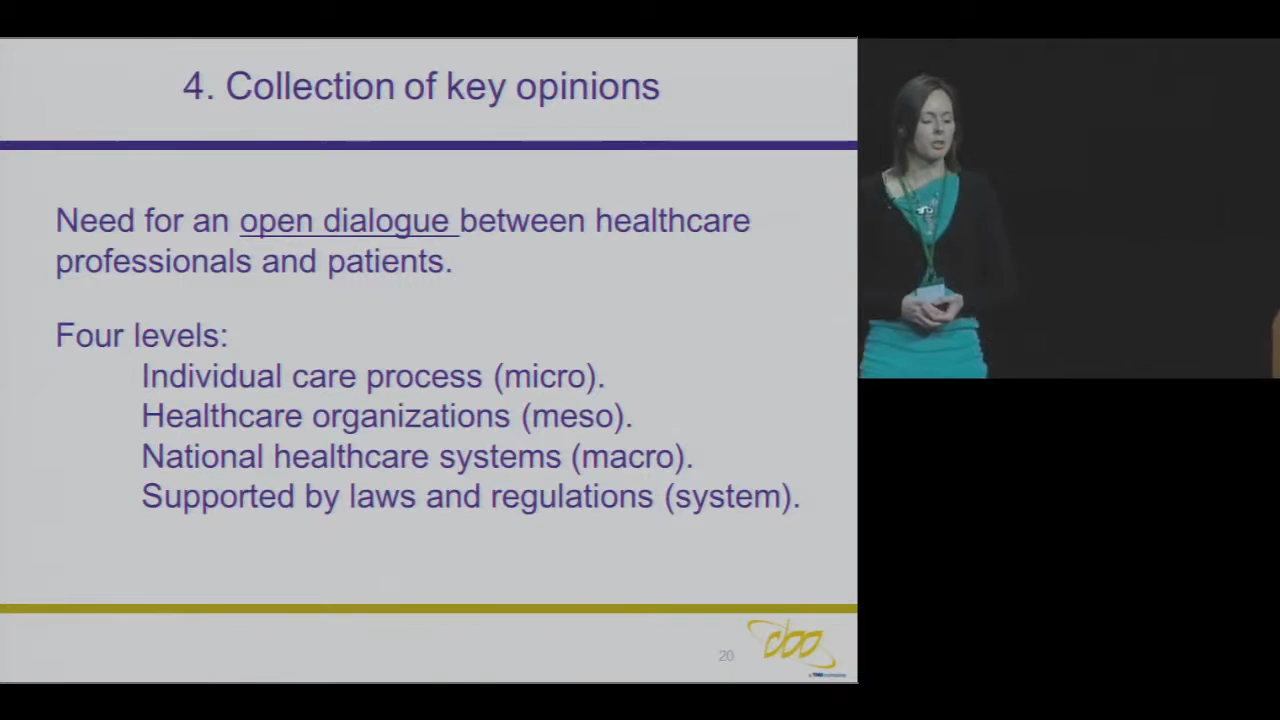 4. Collection of key opinions
Need for an open dialogue between healthcare
professionals and patients.
Four levels:
Individual care process (micro).
Healthcare organizations (meso).
National healthcare systems (macro).
Supported by laws and regulations (system).
20
cbo